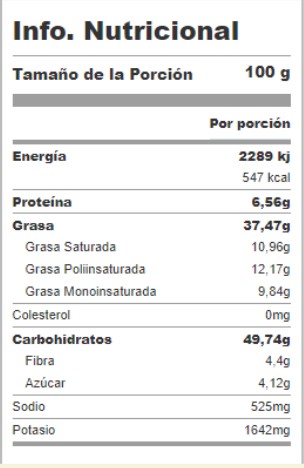 Info. Nutricional
Tamaño de la Porción 100 g
Por porción
Energía 2289 kj
547 kcal
Proteína 6,56g
Grasa 37,47g
Grasa Saturada 10,96g
Grasa Poliinsaturada 12,17g
Grasa Monoinsaturada 9,84g
Colesterol 0mg
Carbohidratos 49,74g
Fibra 4,4g
Azúcar 4,12g
Sodio 525mg
Potasio 1642mg